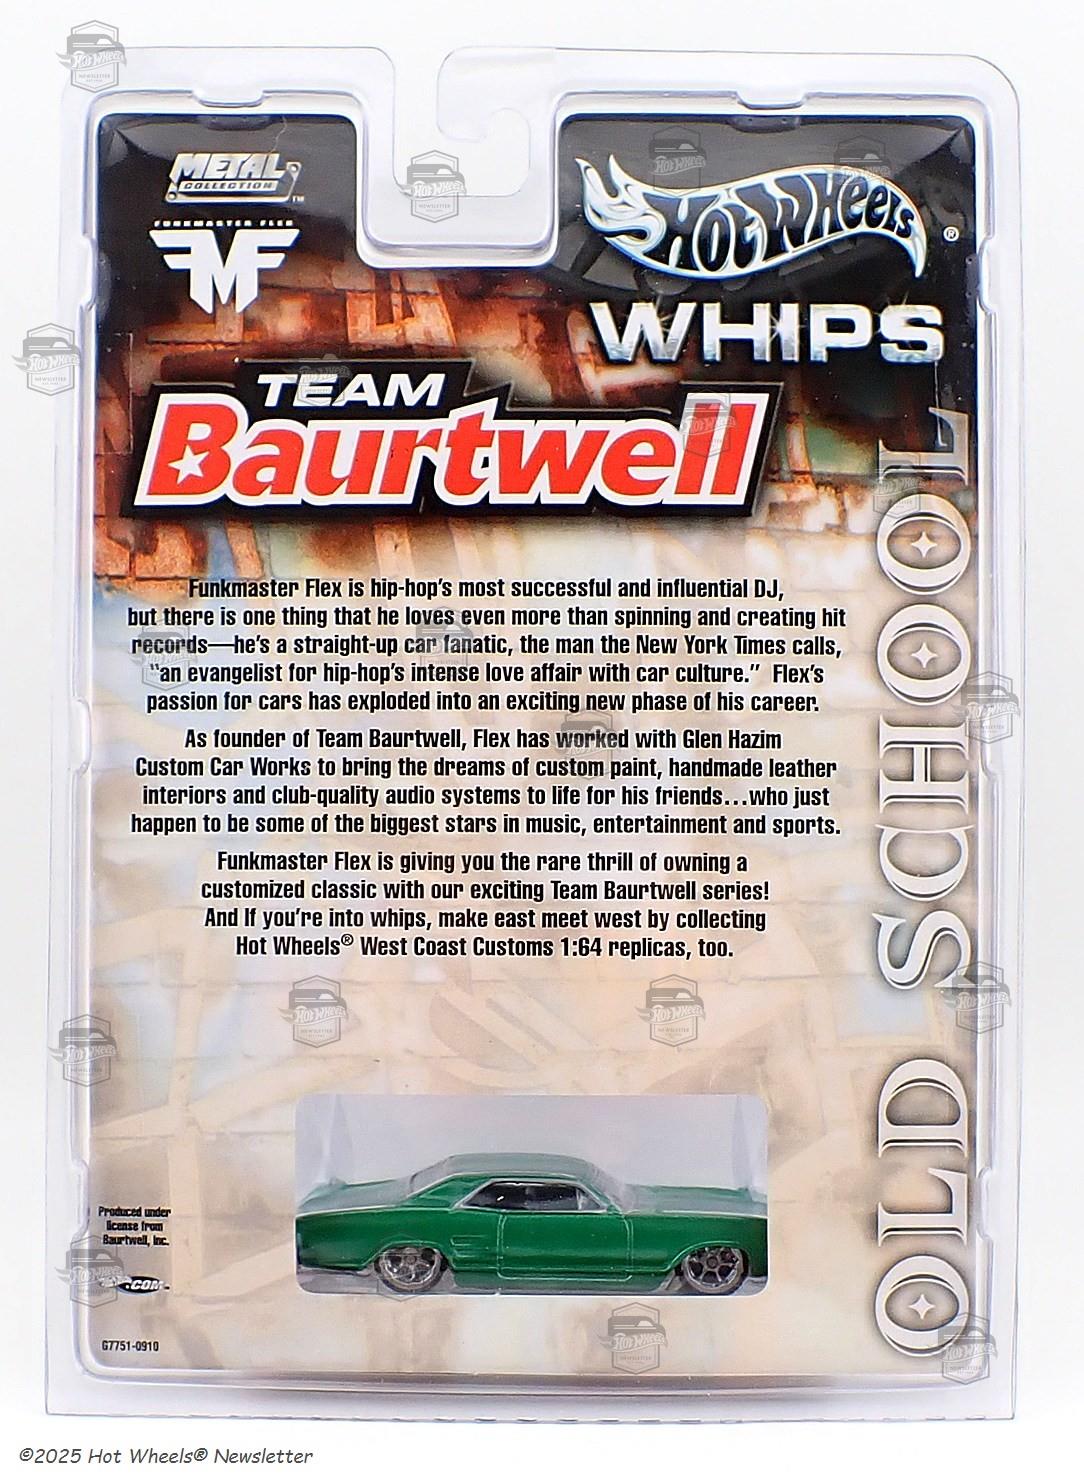 METAL
COLLECTION™
FUNKMASTER FLEX
FMF
HOT WHEELS®
WHIPS
TEAM
Baurtwell
OLD SCHOOL
Funkmaster Flex is hip-hop's most successful and influential DJ,
but there is one thing that he loves even more than spinning and creating hit
records—he's a straight-up car fanatic, the man the New York Times calls,
"an evangelist for hip-hop's intense love affair with car culture." Flex's
passion for cars has exploded into an exciting new phase of his career.
As founder of Team Baurtwell, Flex has worked with Glen Hazim
Custom Car Works to bring the dreams of custom paint, handmade leather
interiors and club-quality audio systems to life for his friends...who just
happen to be some of the biggest stars in music, entertainment and sports.
Funkmaster Flex is giving you the rare thrill of owning a
customized classic with our exciting Team Baurtwell series!
And If you're into whips, make east meet west by collecting
Hot Wheels® West Coast Customs 1:64 replicas, too.
Produced under
license from
Baurtwell, Inc.
.COM
G7751-0910
HOT WHEELS
NEWSLETTER
©2025 Hot Wheels® Newsletter